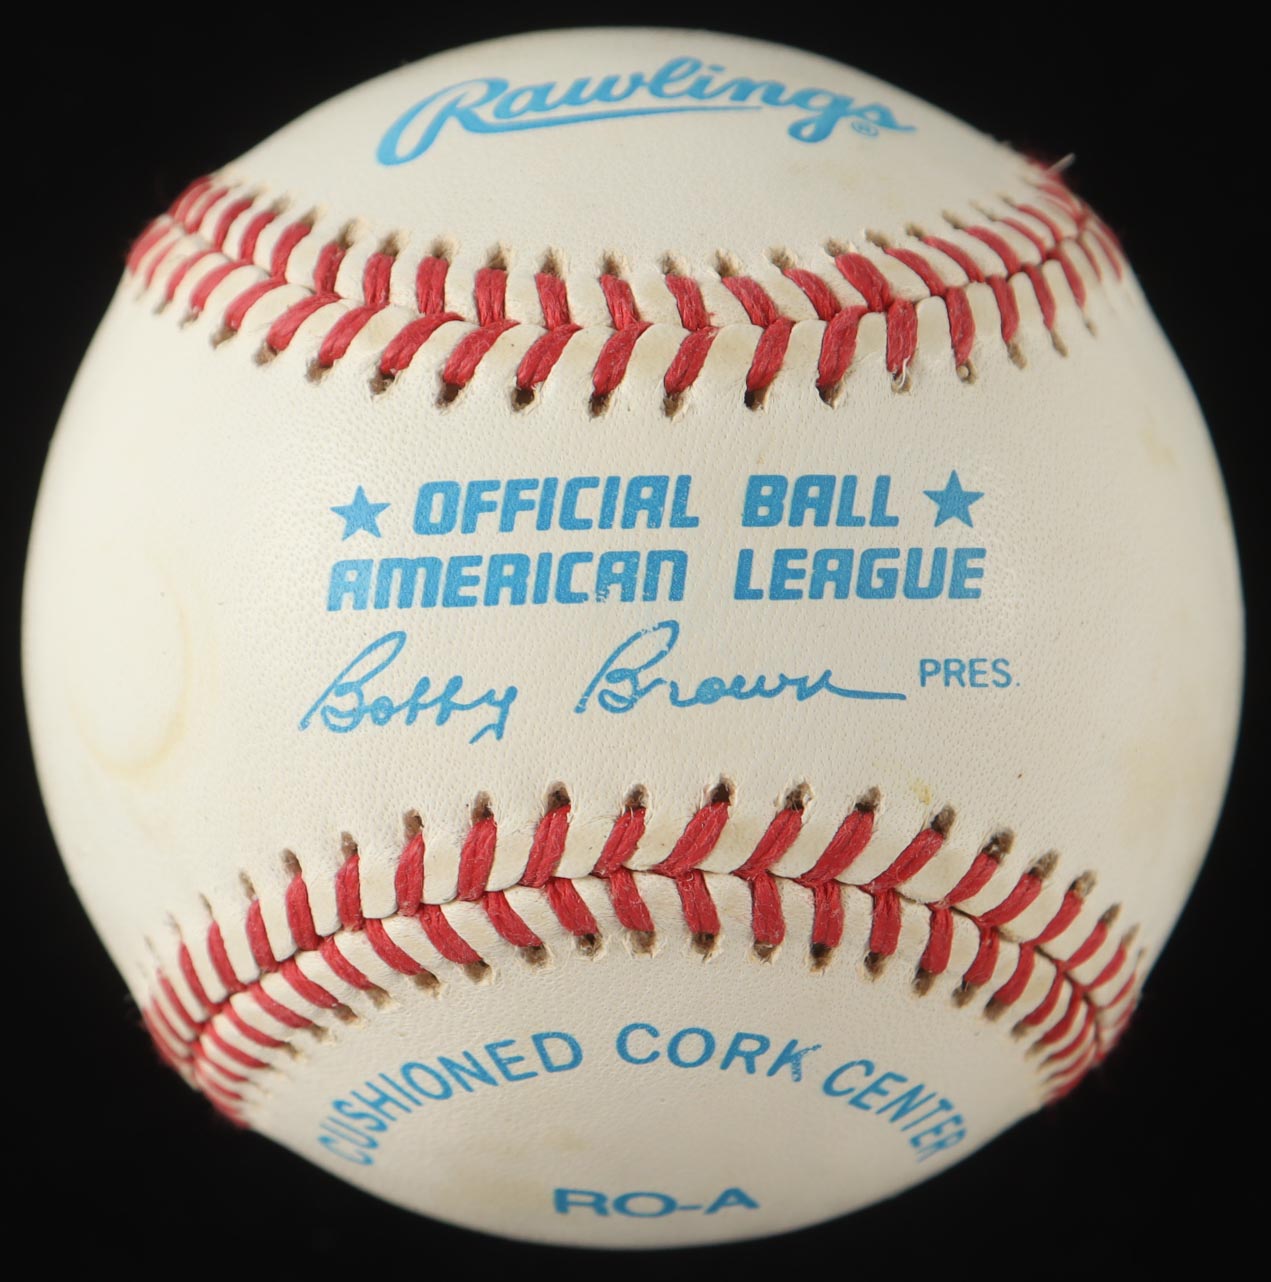 Rawlings®
★ OFFICIAL BALL ★
AMERICAN LEAGUE
Bobby Brown PRES.
CUSHIONED CORK CENTER
RO-A